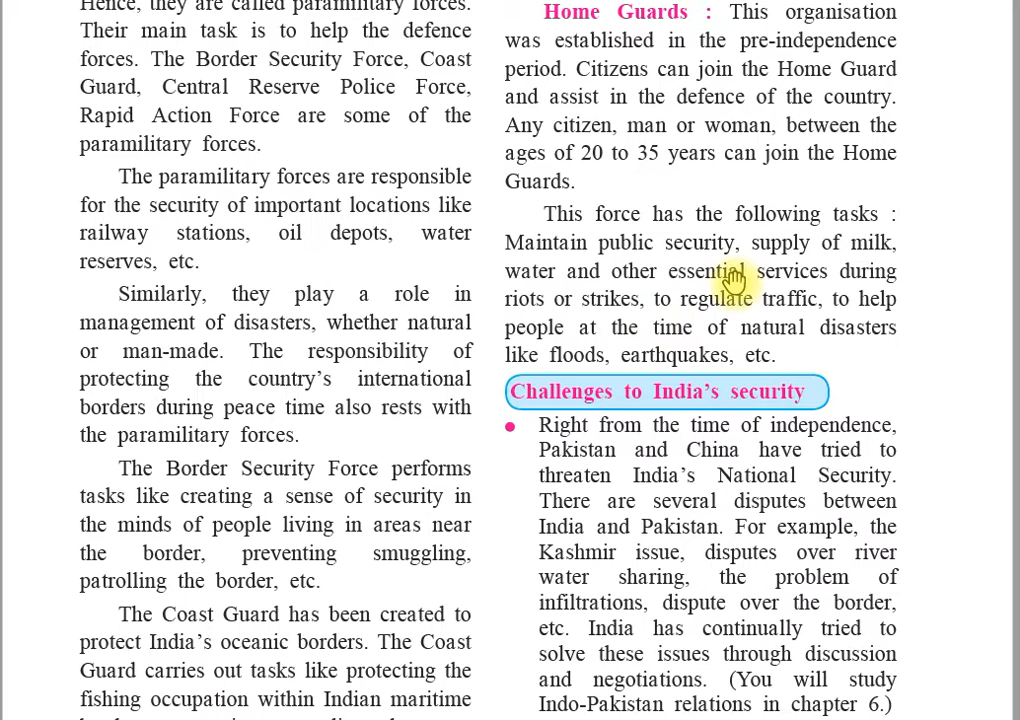 Hence, they are called paramilitary forces.
Their main task is to help the defence
forces. The Border Security Force, Coast
Guard, Central Reserve Police Force,
Rapid Action Force are some of the
paramilitary forces.
The paramilitary forces are responsible
for the security of important locations like
railway stations, oil depots, water
reserves, etc.
Similarly, they play a role in
management of disasters, whether natural
or man-made. The responsibility of
protecting the country's international
borders during peace time also rests with
the paramilitary forces.
The Border Security Force performs
tasks like creating a sense of security in
the minds of people living in areas near
the border, preventing smuggling,
patrolling the border, etc.
The Coast Guard has been created to
protect India's oceanic borders. The Coast
Guard carries out tasks like protecting the
fishing occupation within Indian maritime
Home Guards : This organisation
was established in the pre-independence
period. Citizens can join the Home Guard
and assist in the defence of the country.
Any citizen, man or woman, between the
ages of 20 to 35 years can join the Home
Guards.
This force has the following tasks :
Maintain public security, supply of milk,
water and other essential services during
riots or strikes, to regulate traffic, to help
people at the time of natural disasters
like floods, earthquakes, etc.
Challenges to India's security
● Right from the time of independence,
Pakistan and China have tried to
threaten India's National Security.
There are several disputes between
India and Pakistan. For example, the
Kashmir issue, disputes over river
water sharing, the problem of
infiltrations, dispute over the border,
etc. India has continually tried to
solve these issues through discussion
and negotiations. (You will study
Indo-Pakistan relations in chapter 6.)